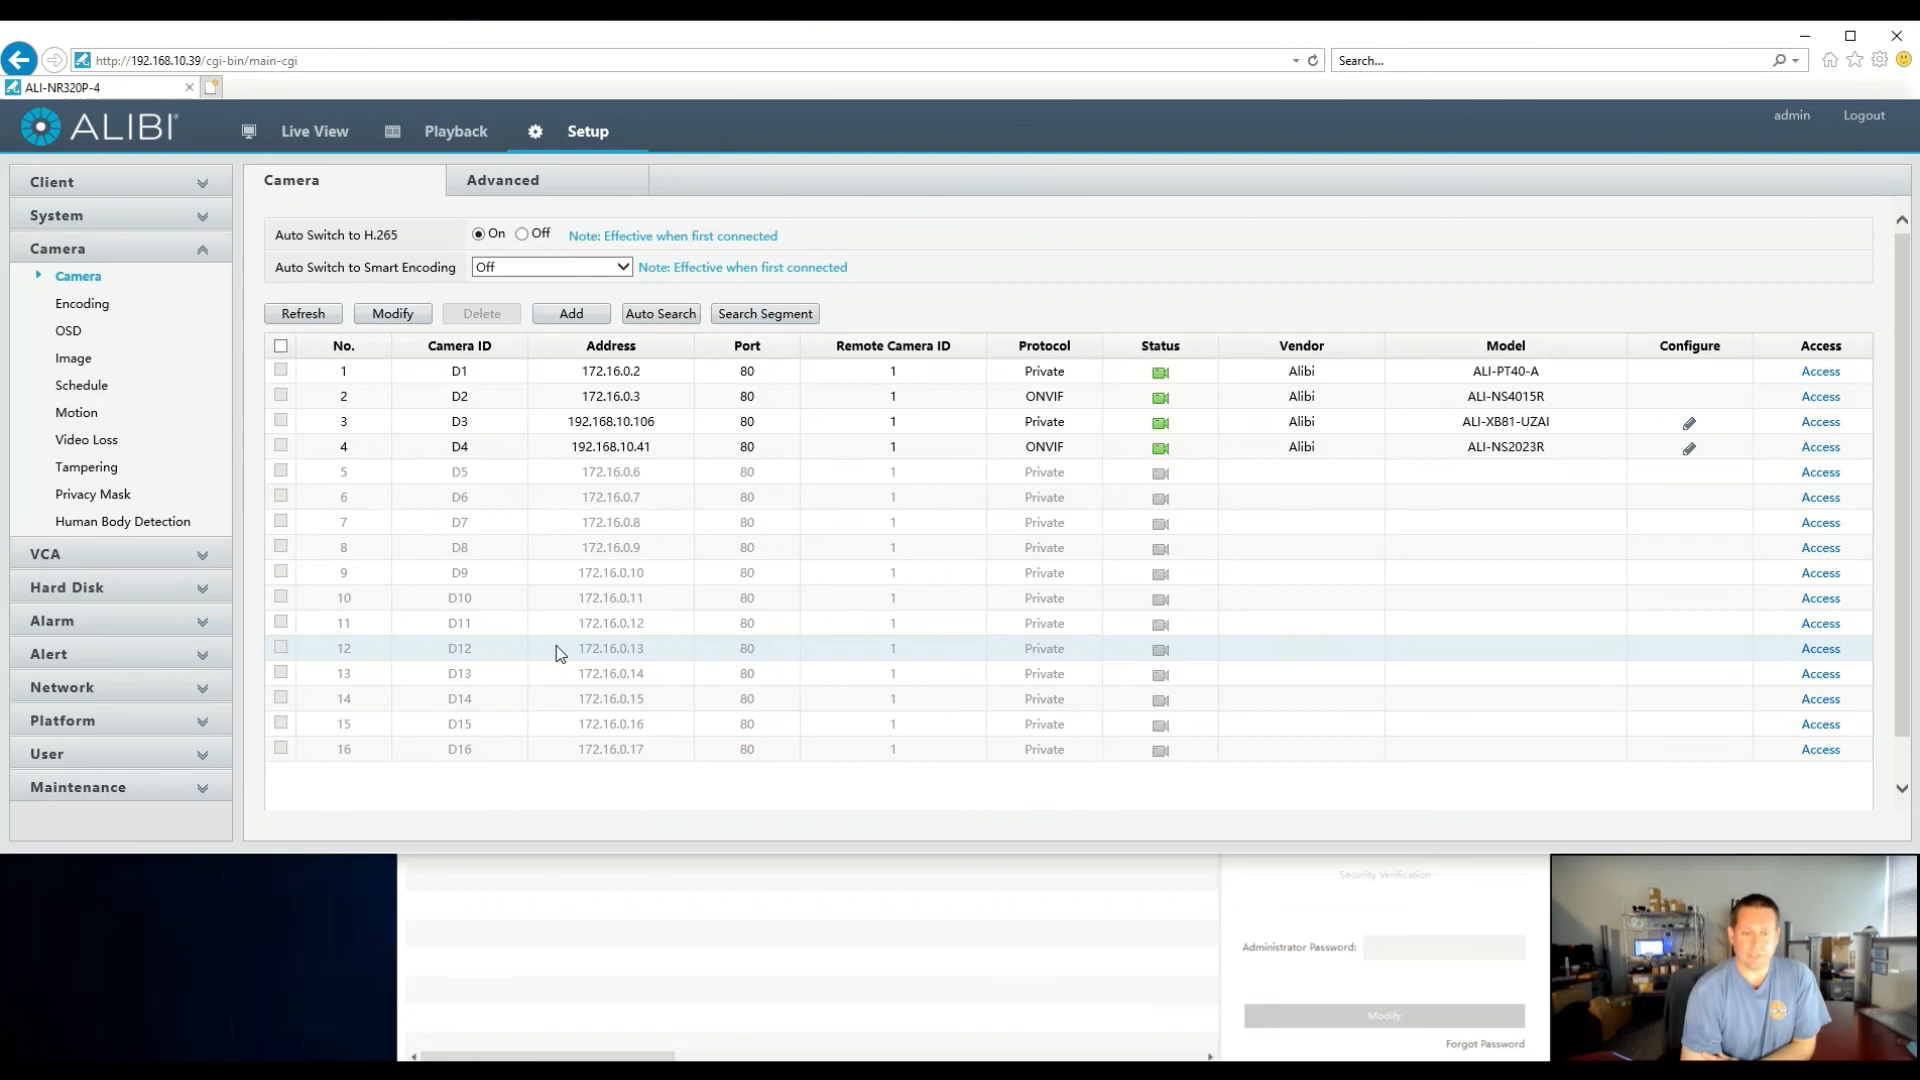 http://192.168.10.39/cgi-bin/main-cgi
Search...
ALI-NR320P-4
ALIBI
Live View
Playback
Setup
admin
Logout
Client
System
Camera
Camera
Encoding
OSD
Image
Schedule
Motion
Video Loss
Tampering
Privacy Mask
Human Body Detection
VCA
Hard Disk
Alarm
Alert
Network
Platform
User
Maintenance
Camera Advanced
Auto Switch to H.265 On Off Note: Effective when first connected
Auto Switch to Smart Encoding Off Note: Effective when first connected
Refresh Modify Delete Add Auto Search Search Segment
No. Camera ID Address Port Remote Camera ID Protocol Status Vendor Model Configure Access
1 D1 172.16.0.2 80 1 Private Alibi ALI-PT40-A Access
2 D2 172.16.0.3 80 1 ONVIF Alibi ALI-NS4015R Access
3 D3 192.168.10.106 80 1 Private Alibi ALI-XB81-UZAI Access
4 D4 192.168.10.41 80 1 ONVIF Alibi ALI-NS2023R Access
5 D5 172.16.0.6 80 1 Private Access
6 D6 172.16.0.7 80 1 Private Access
7 D7 172.16.0.8 80 1 Private Access
8 D8 172.16.0.9 80 1 Private Access
9 D9 172.16.0.10 80 1 Private Access
10 D10 172.16.0.11 80 1 Private Access
11 D11 172.16.0.12 80 1 Private Access
12 D12 172.16.0.13 80 1 Private Access
13 D13 172.16.0.14 80 1 Private Access
14 D14 172.16.0.15 80 1 Private Access
15 D15 172.16.0.16 80 1 Private Access
16 D16 172.16.0.17 80 1 Private Access
Security Verification
Administrator Password:
Modify
Forgot Password